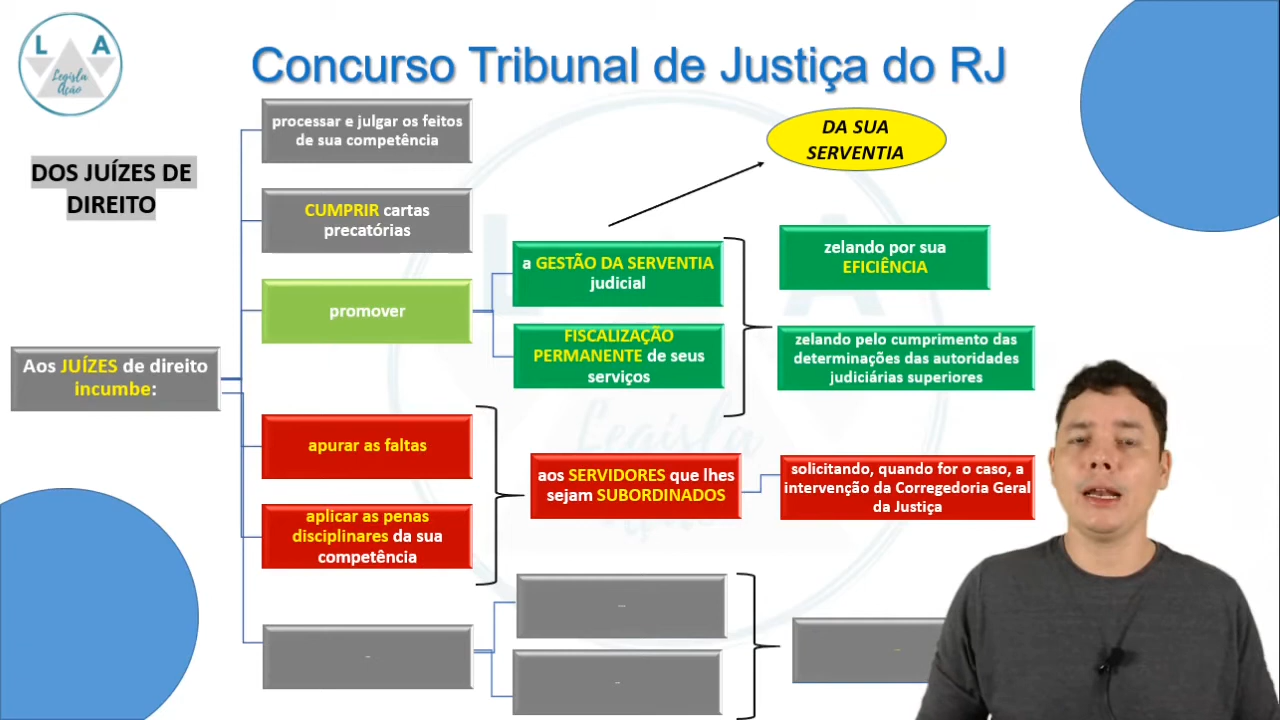 L A
Legisla
Ação
Concurso Tribunal de Justiça do RJ
DOS JUÍZES DE
DIREITO
Aos JUÍZES de direito
incumbe:
processar e julgar os feitos
de sua competência
CUMPRIR cartas
precatórias
promover
a GESTÃO DA SERVENTIA
judicial
FISCALIZAÇÃO
PERMANENTE de seus
serviços
DA SUA
SERVENTIA
zelando por sua
EFICIÊNCIA
zelando pelo cumprimento das
determinações das autoridades
judiciárias superiores
apurar as faltas
aplicar as penas
disciplinares da sua
competência
aos SERVIDORES que lhes
sejam SUBORDINADOS
solicitando, quando for o caso, a
intervenção da Corregedoria Geral
da Justiça
L A
Legisla